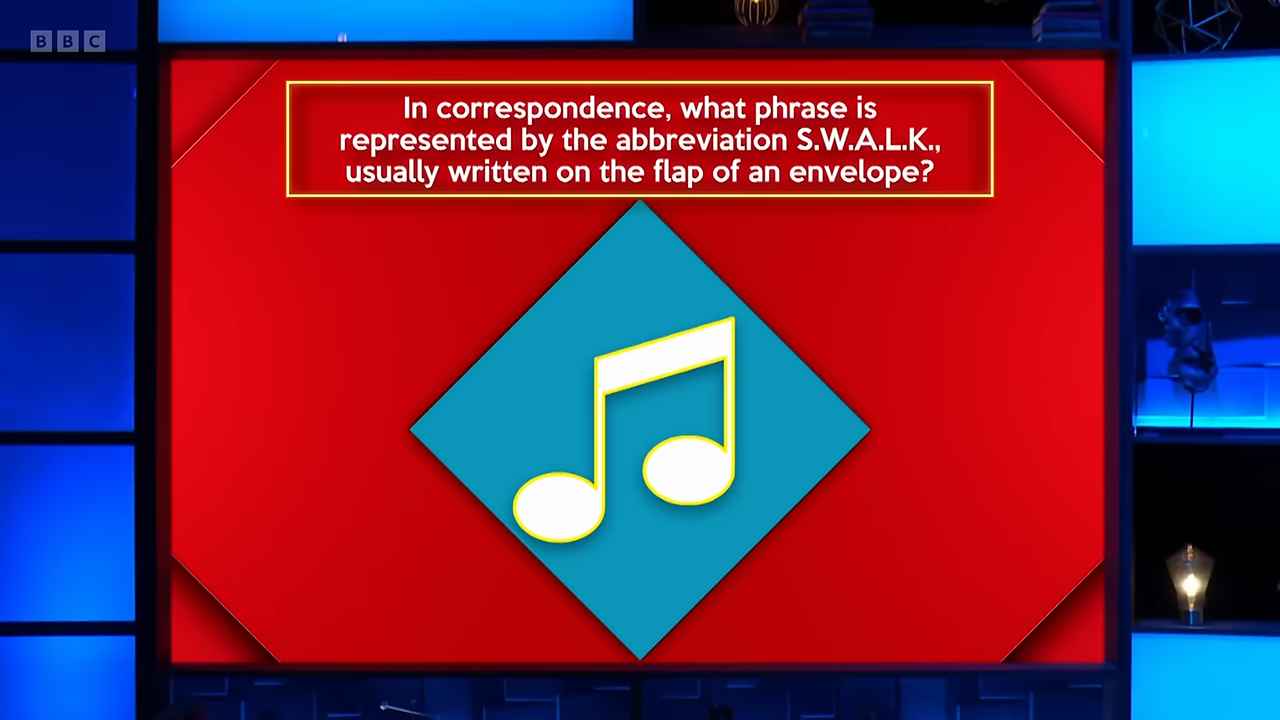 BBC
In correspondence, what phrase is
represented by the abbreviation S.W.A.L.K.,
usually written on the flap of an envelope?